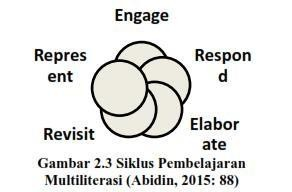 Engage
Repres
ent
Respon
d
Revisit
Elabor
ate
Gambar 2.3 Siklus Pembelajaran
Multiliterasi (Abidin, 2015: 88)